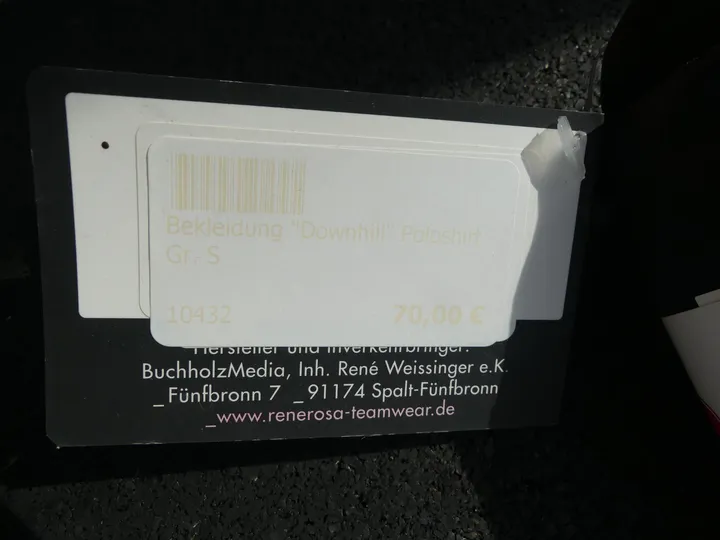 Bekleidung "Downhill" Poloshirt
Gr. S
10432 70,00 €
Hersteller und Inverkehrbringer:
BuchholzMedia, Inh. René Weissinger e.K.
_Fünfbronn 7 _91174 Spalt-Fünfbronn
_www.renerosa-teamwear.de